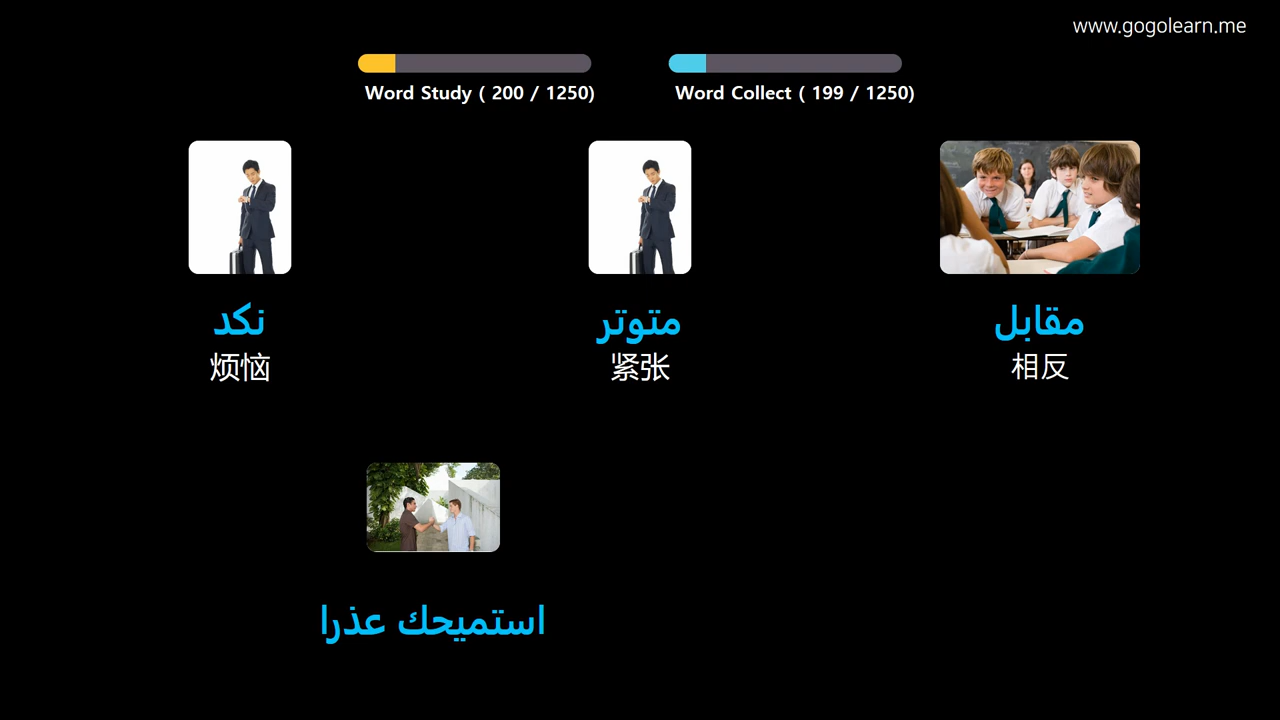 www.gogolearn.me
Word Study ( 200 / 1250)
Word Collect ( 199 / 1250)
نكد
烦恼
متوتر
紧张
مقابل
相反
استميحك عذرا